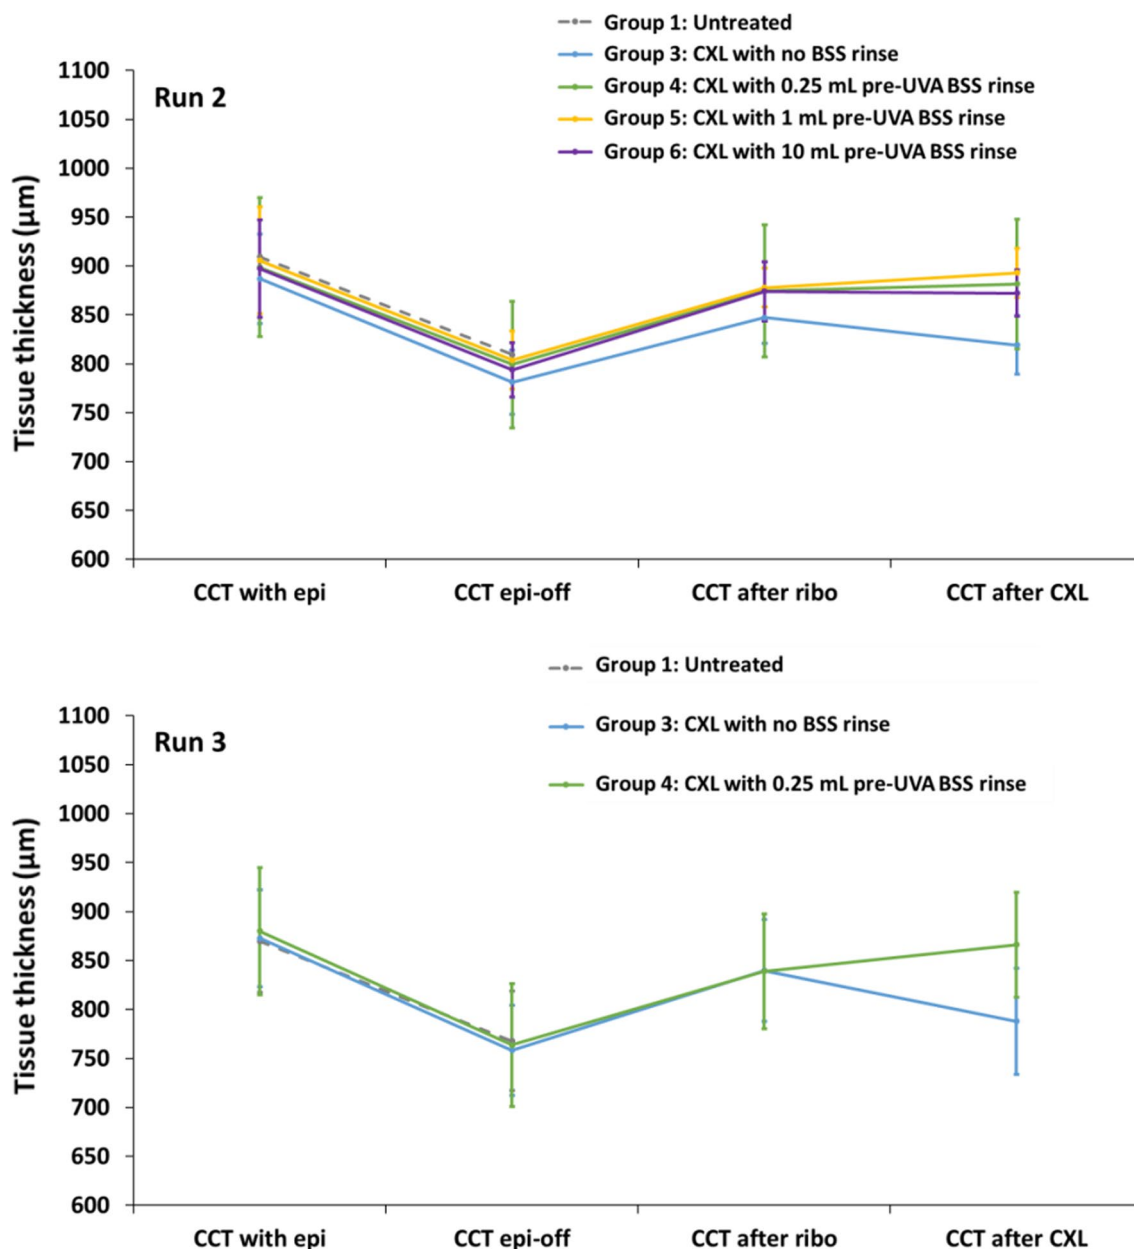 Group 1: Untreated
Group 3: CXL with no BSS rinse
Group 4: CXL with 0.25 mL pre-UVA BSS rinse
Group 5: CXL with 1 mL pre-UVA BSS rinse
Group 6: CXL with 10 mL pre-UVA BSS rinse
Run 2
Tissue thickness (µm)
1100
1050
1000
950
900
850
800
750
700
650
600
CCT with epi CCT epi-off CCT after ribo CCT after CXL
Group 1: Untreated
Group 3: CXL with no BSS rinse
Group 4: CXL with 0.25 mL pre-UVA BSS rinse
Run 3
Tissue thickness (µm)
1100
1050
1000
950
900
850
800
750
700
650
600
CCT with epi CCT epi-off CCT after ribo CCT after CXL